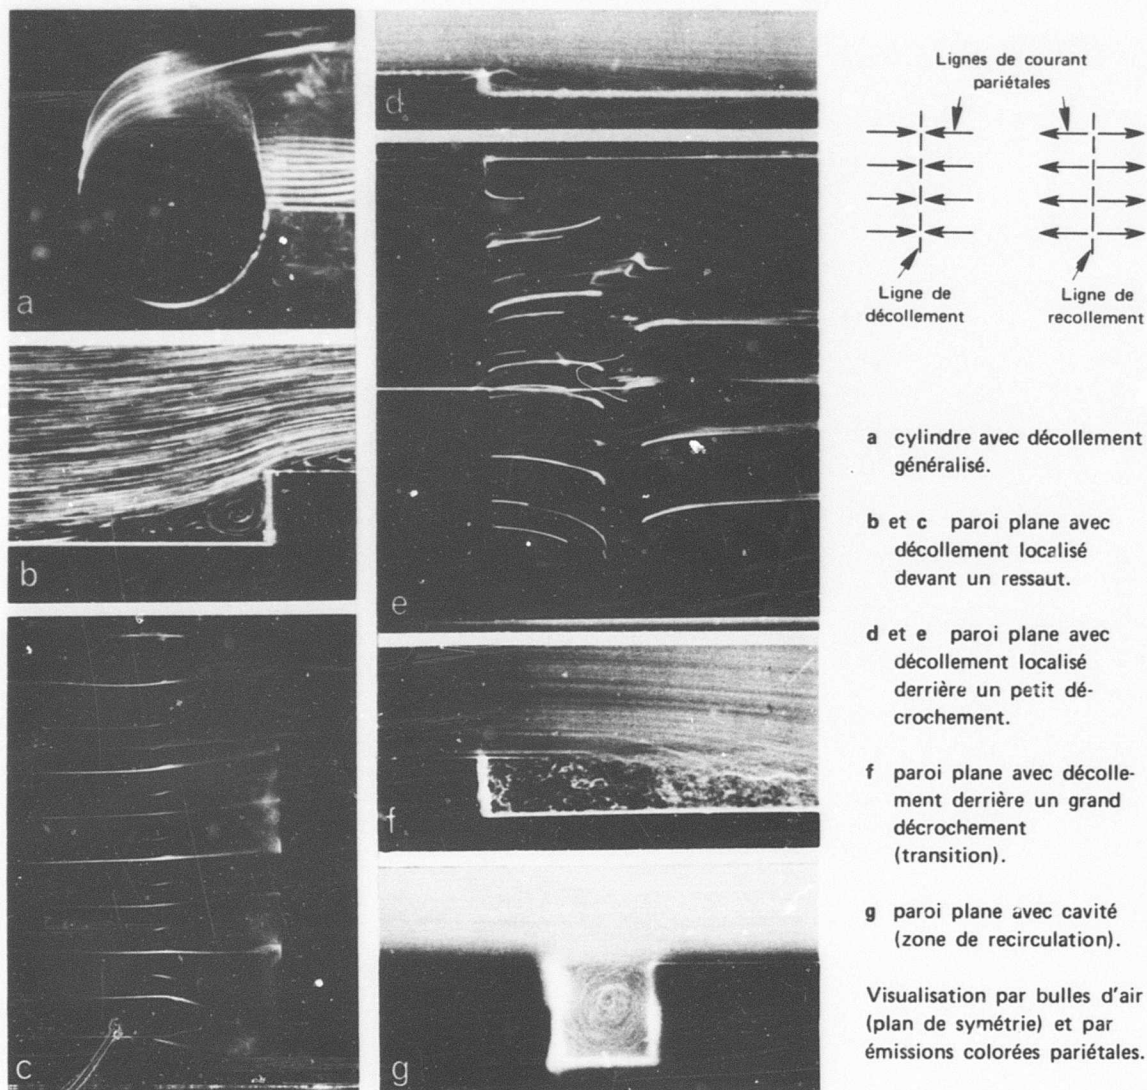 a
b
c
d
e
f
g
Lignes de courant
pariétales
Ligne de
décollement
Ligne de
recollement
a cylindre avec décollement
généralisé.
b et c paroi plane avec
décollement localisé
devant un ressaut.
d et e paroi plane avec
décollement localisé
derrière un petit dé-
crochement.
f paroi plane avec décolle-
ment derrière un grand
décrochement
(transition).
g paroi plane avec cavité
(zone de recirculation).
Visualisation par bulles d'air
(plan de symétrie) et par
émissions colorées pariétales.